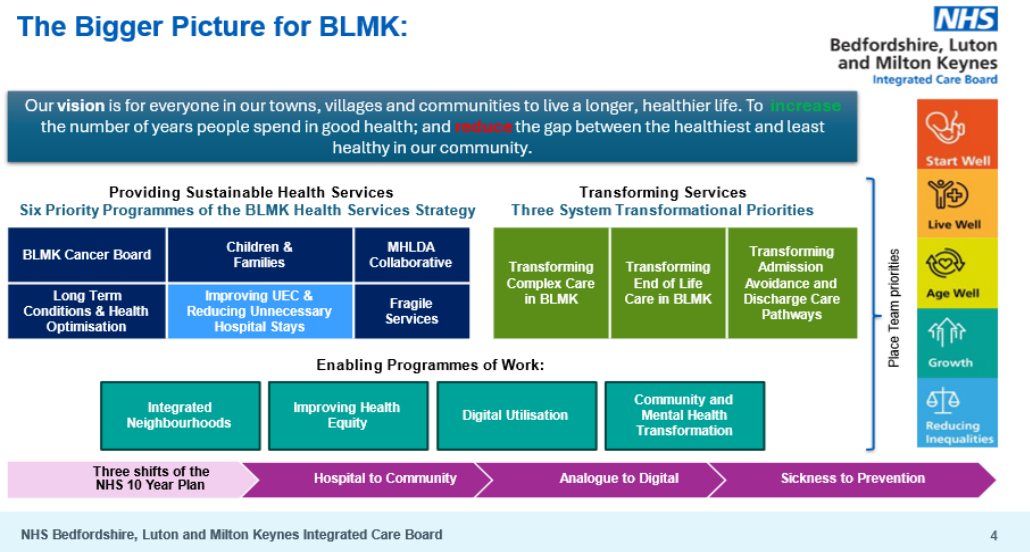 The Bigger Picture for BLMK:
NHS
Bedfordshire, Luton
and Milton Keynes
Integrated Care Board
Our vision is for everyone in our towns, villages and communities to live a longer, healthier life. To increase
the number of years people spend in good health; and reduce the gap between the healthiest and least
healthy in our community.
Providing Sustainable Health Services
Six Priority Programmes of the BLMK Health Services Strategy
BLMK Cancer Board
Children &
Families
MHLDA
Collaborative
Long Term
Conditions & Health
Optimisation
Improving UEC &
Reducing Unnecessary
Hospital Stays
Fragile
Services
Transforming Services
Three System Transformational Priorities
Transforming
Complex Care
in BLMK
Transforming
End of Life
Care in BLMK
Transforming
Admission
Avoidance and
Discharge Care
Pathways
Enabling Programmes of Work:
Integrated
Neighbourhoods
Improving Health
Equity
Digital Utilisation
Community and
Mental Health
Transformation
Place Team priorities
Start Well
Live Well
Age Well
Growth
Reducing
Inequalities
Three shifts of the
NHS 10 Year Plan
Hospital to Community
Analogue to Digital
Sickness to Prevention
NHS Bedfordshire, Luton and Milton Keynes Integrated Care Board
4